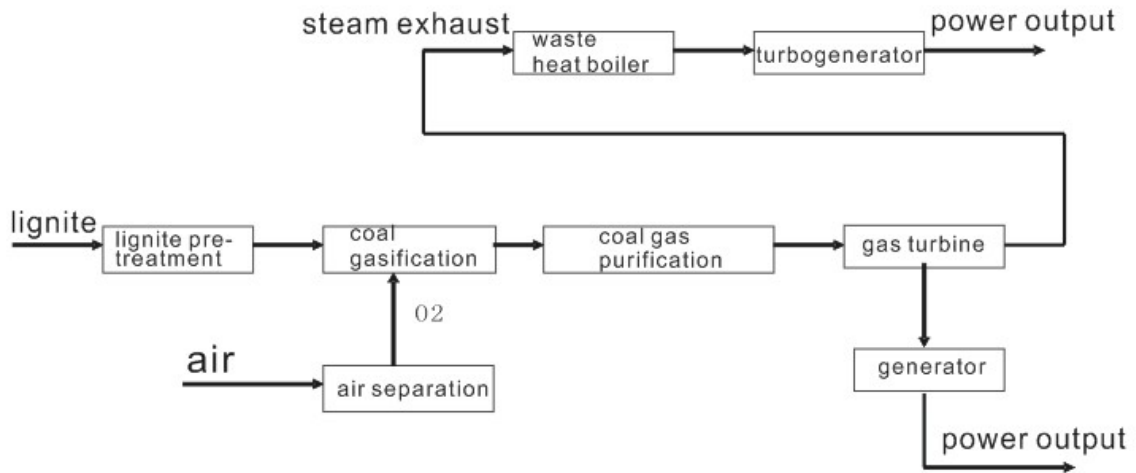 steam exhaust
waste
heat boiler
turbogenerator
power output
lignite
lignite pre-
treatment
coal
gasification
coal gas
purification
gas turbine
O2
air
air separation
generator
power output